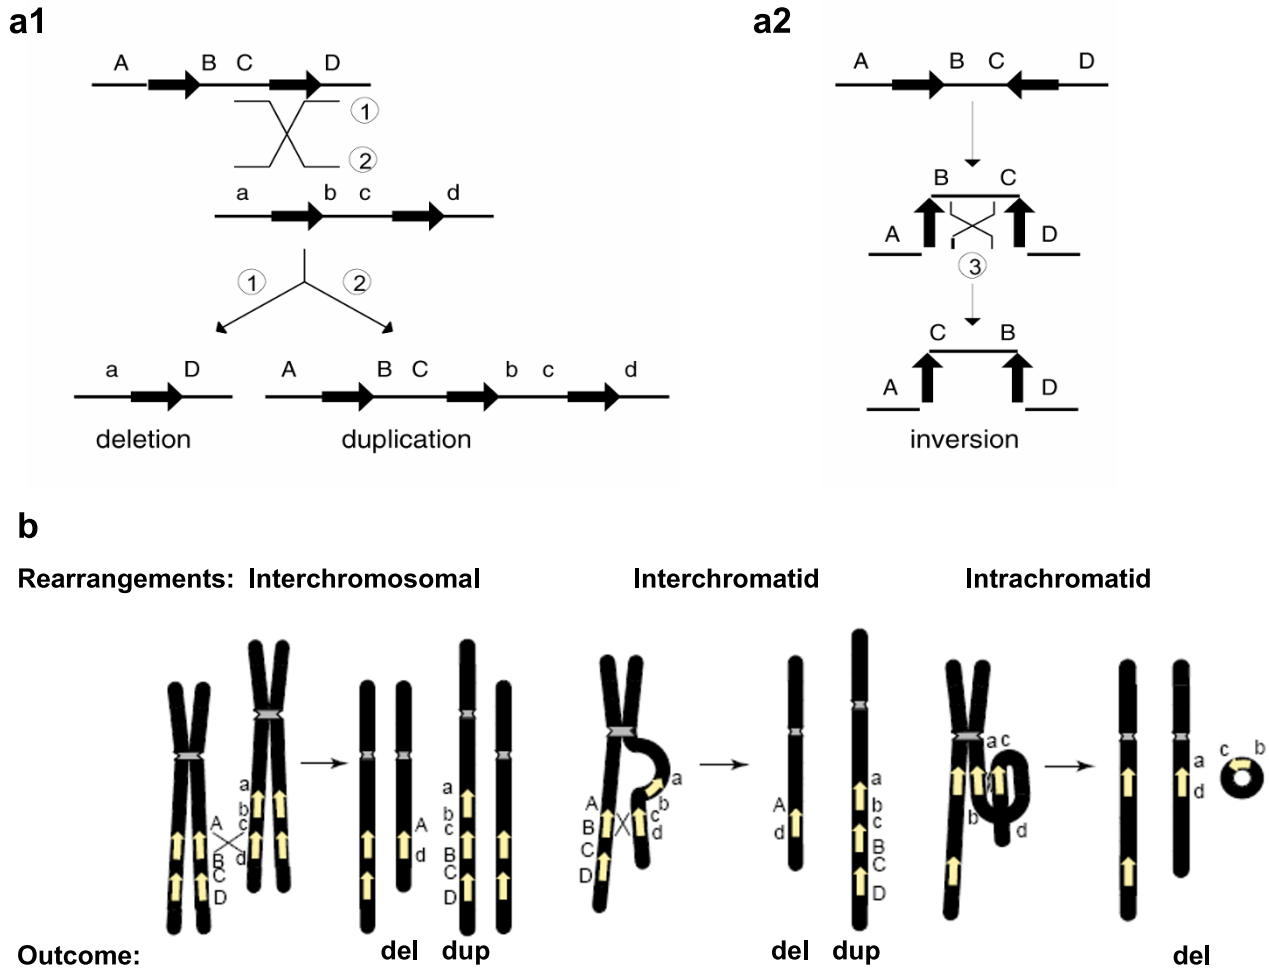 a1
A B C D
1
2
a b c d
1 2
a D
A B C b c d
deletion duplication
a2
A B C D
B C
A D
3
C B
A D
inversion
b
Rearrangements: Interchromosomal Interchromatid Intrachromatid
a
b
c
d
A
B
C
D
A
d
a
b
c
B
C
D
A
B
C
D
a
b
c
d
A
d
a
b
c
B
C
D
a c
b
d
a
d
c b
Outcome: del dup del dup del